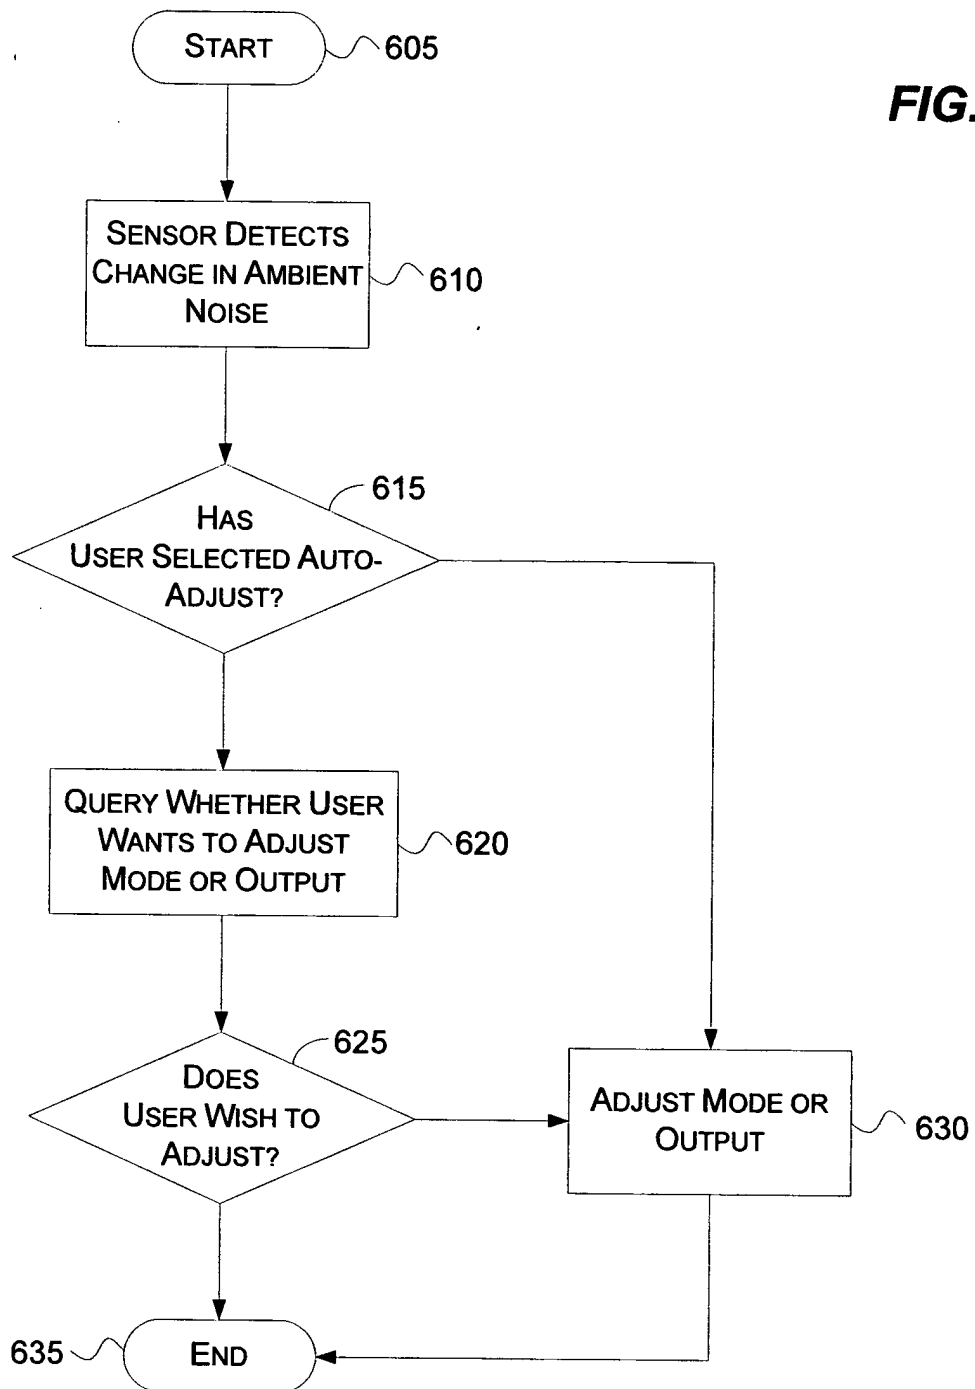 START
605
FIG.
SENSOR DETECTS
CHANGE IN AMBIENT
NOISE
610
615
HAS
USER SELECTED AUTO-
ADJUST?
QUERY WHETHER USER
WANTS TO ADJUST
MODE OR OUTPUT
620
625
DOES
USER WISH TO
ADJUST?
ADJUST MODE OR
OUTPUT
630
635
END